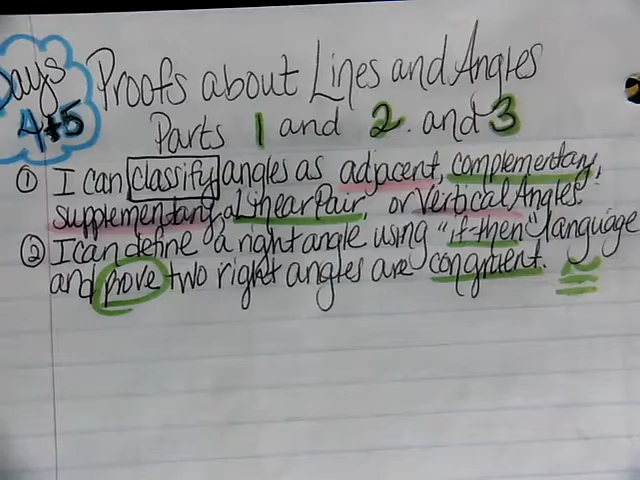 Days
4+5
Proofs about Lines and Angles
Parts 1 and 2. and 3
① I can classify angles as adjacent, complementary,
supplementary, a linear Pair, or Vertical Angles.
② I can define a right angle using "if-then" language
and prove two right angles are congruent.